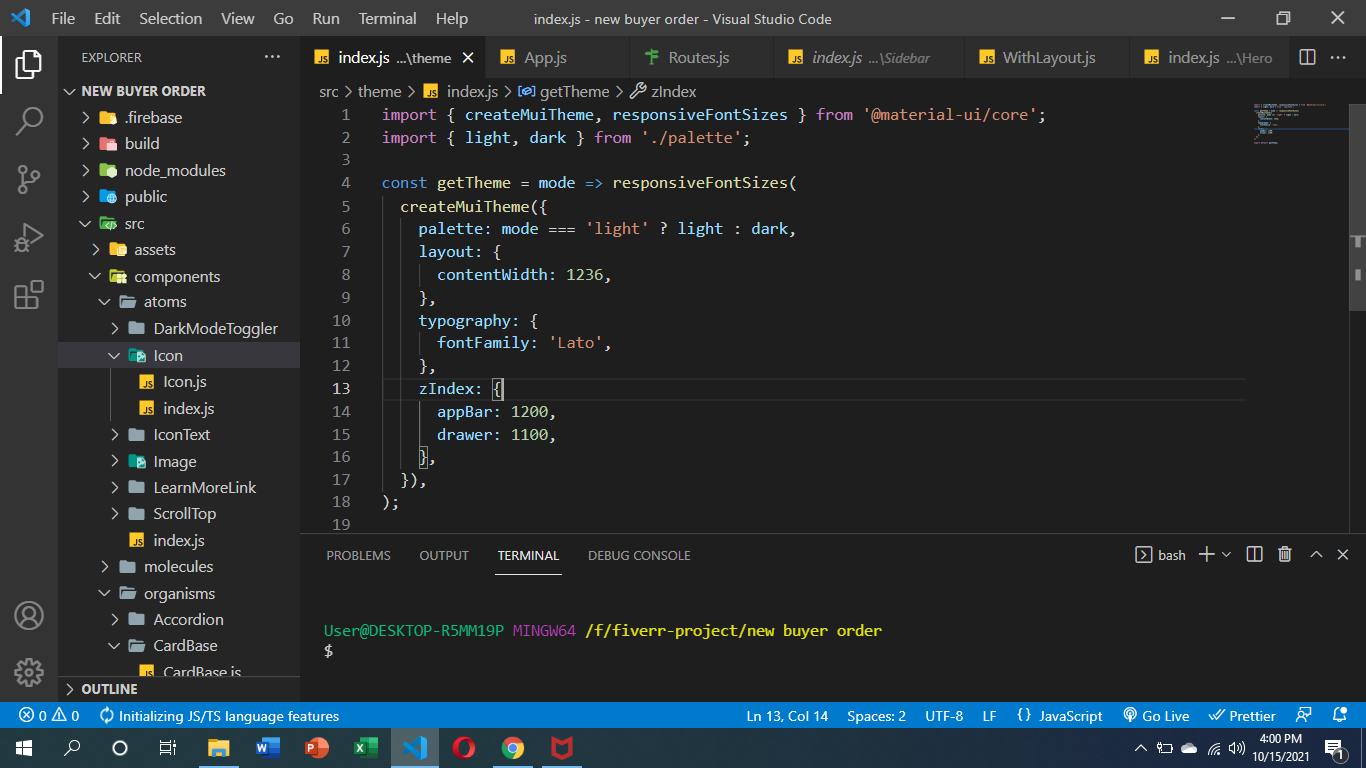 File Edit Selection View Go Run Terminal Help index.js - new buyer order - Visual Studio Code
EXPLORER
index.js ...\theme App.js Routes.js index.js ...\Sidebar WithLayout.js index.js ...\Hero
src > theme > index.js > getTheme > zIndex
NEW BUYER ORDER
.firebase
build
node_modules
public
src
assets
components
atoms
DarkModeToggler
Icon
Icon.js
index.js
IconText
Image
LearnMoreLink
ScrollTop
index.js
molecules
organisms
Accordion
CardBase
CardBase.js
OUTLINE
1 import { createMuiTheme, responsiveFontSizes } from '@material-ui/core';
2 import { light, dark } from './palette';
3
4 const getTheme = mode => responsiveFontSizes(
5 createMuiTheme({
6 palette: mode === 'light' ? light : dark,
7 layout: {
8 contentWidth: 1236,
9 },
10 typography: {
11 fontFamily: 'Lato',
12 },
13 zIndex: {
14 appBar: 1200,
15 drawer: 1100,
16 },
17 }),
18 );
19
PROBLEMS OUTPUT TERMINAL DEBUG CONSOLE bash
User@DESKTOP-R5MM19P MINGW64 /f/fiverr-project/new buyer order
$
0 0 Initializing JS/TS language features Ln 13, Col 14 Spaces: 2 UTF-8 LF {} JavaScript Go Live Prettier
4:00 PM
10/15/2021
1